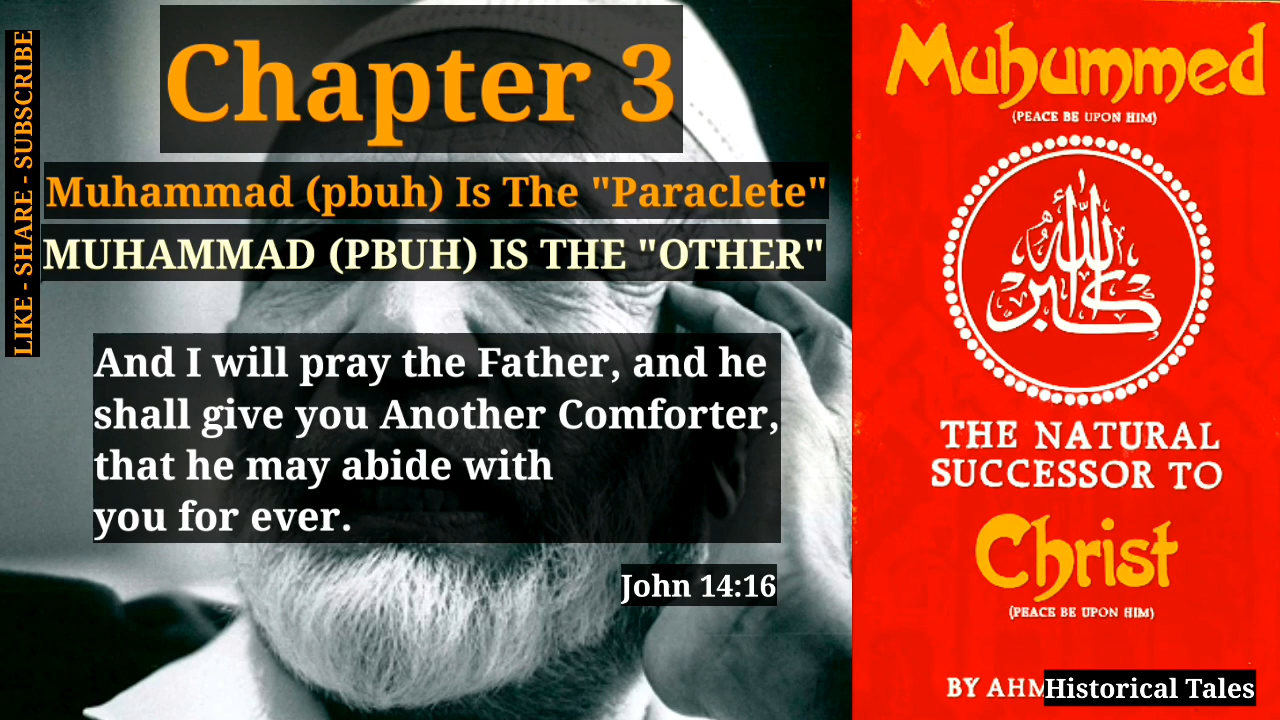 LIKE - SHARE - SUBSCRIBE
Chapter 3
Muhammad (pbuh) Is The "Paraclete"
MUHAMMAD (PBUH) IS THE "OTHER"
And I will pray the Father, and he
shall give you Another Comforter,
that he may abide with
you for ever.
John 14:16
Muhummed
(PEACE BE UPON HIM)
الله أكبر
THE NATURAL
SUCCESSOR TO
Christ
(PEACE BE UPON HIM)
BY AHM
Historical Tales